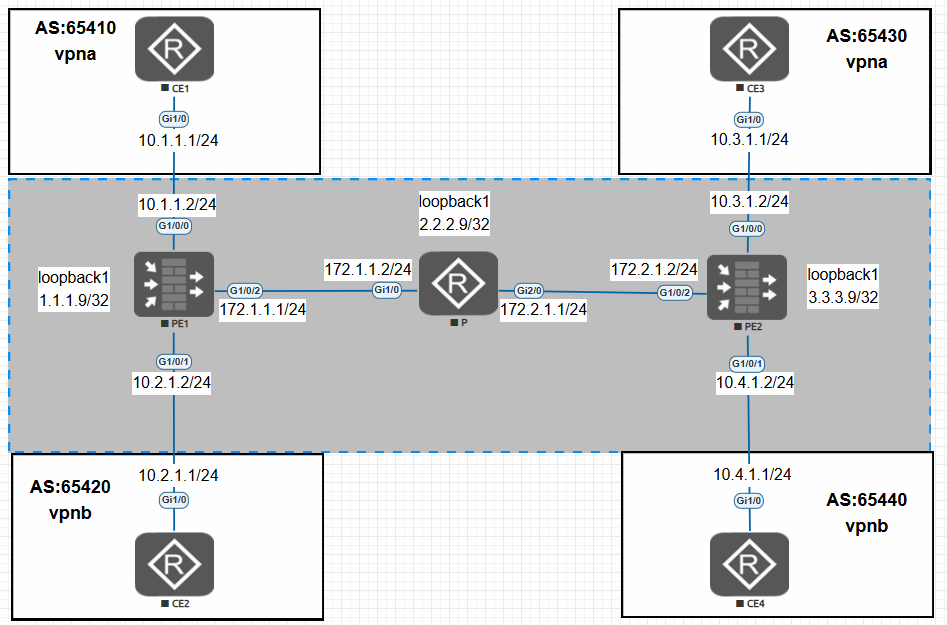 AS:65410
vpna
CE1
Gi1/0
10.1.1.1/24
AS:65430
vpna
CE3
Gi1/0
10.3.1.1/24
10.1.1.2/24
G1/0/0
loopback1
2.2.2.9/32
10.3.1.2/24
G1/0/0
loopback1
1.1.1.9/32
PE1
G1/0/2
172.1.1.1/24
172.1.1.2/24
Gi1/0
P
Gi2/0
172.2.1.1/24
172.2.1.2/24
G1/0/2
PE2
loopback1
3.3.3.9/32
G1/0/1
10.2.1.2/24
G1/0/1
10.4.1.2/24
AS:65420
vpnb
10.2.1.1/24
Gi1/0
CE2
10.4.1.1/24
Gi1/0
CE4
AS:65440
vpnb